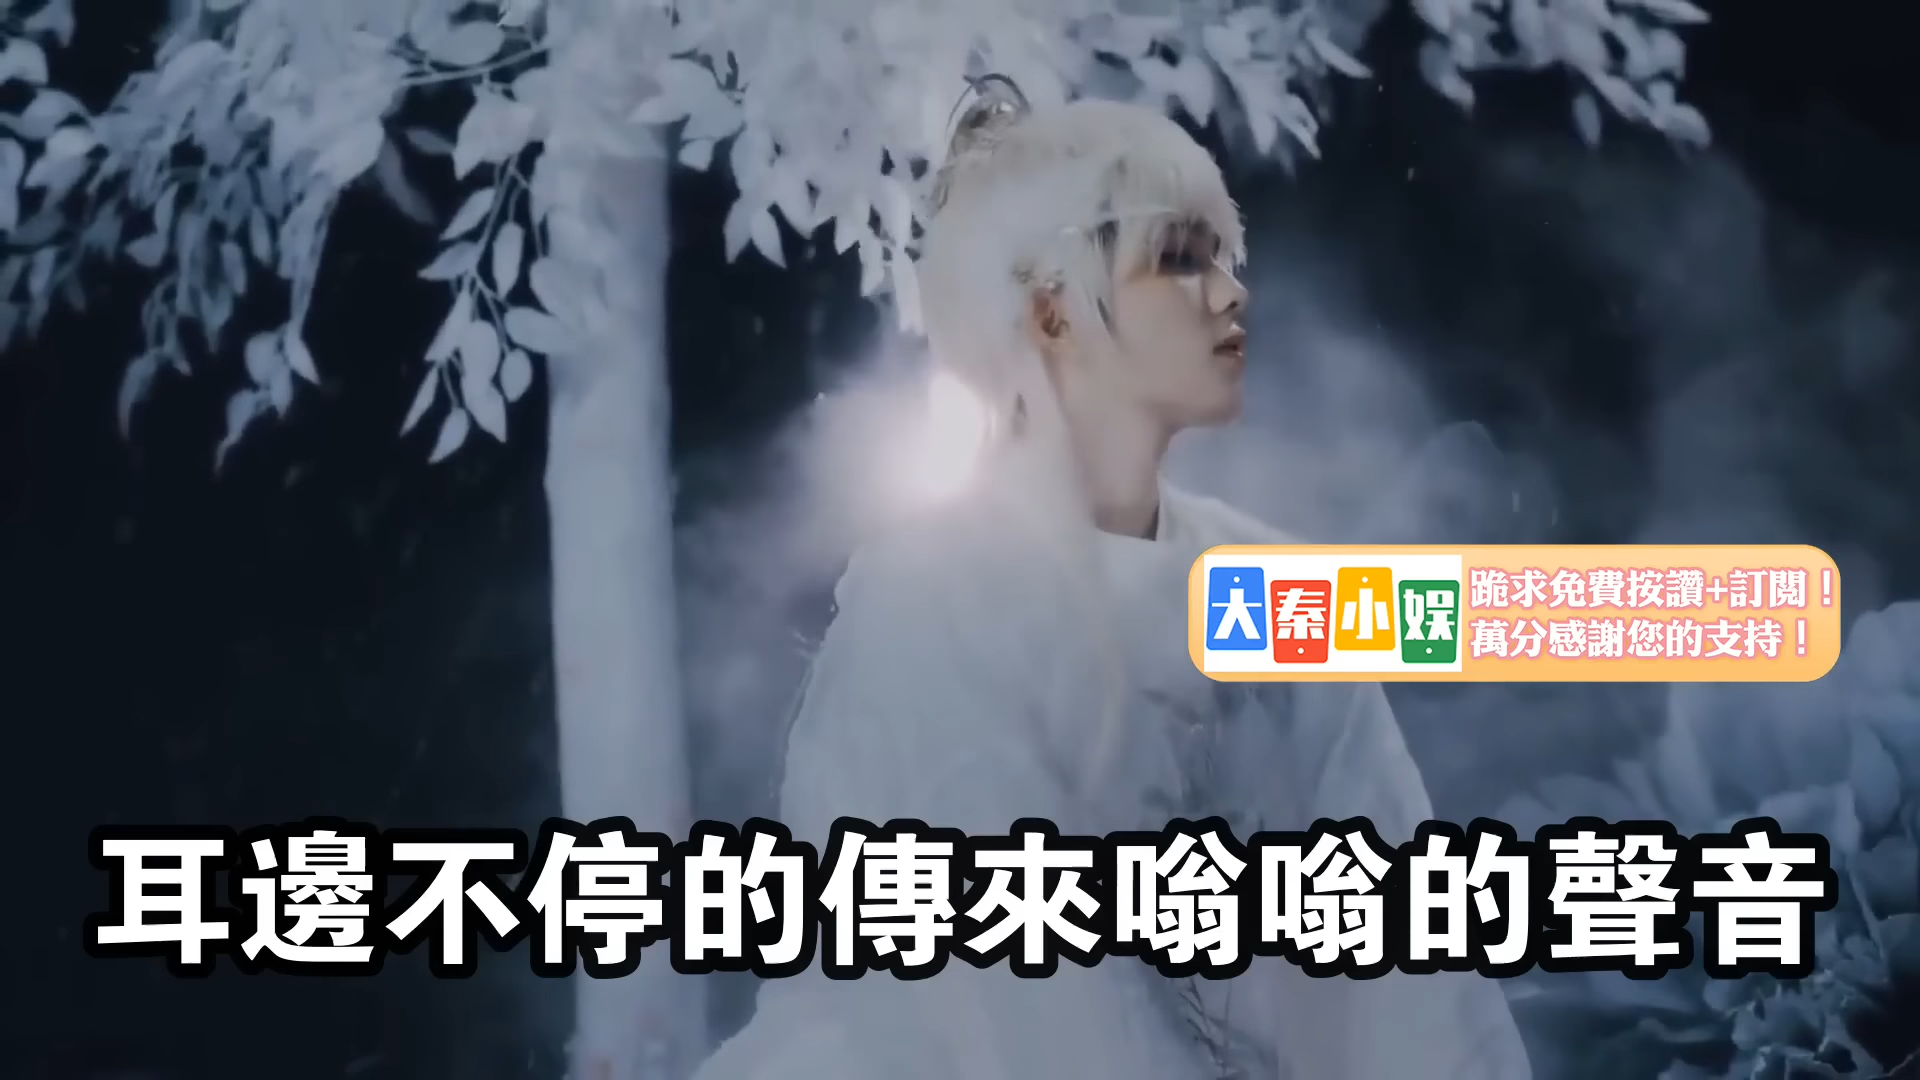 大秦小娱
跪求免費按讚+訂閱！
萬分感謝您的支持！
耳邊不停的傳來嗡嗡的聲音